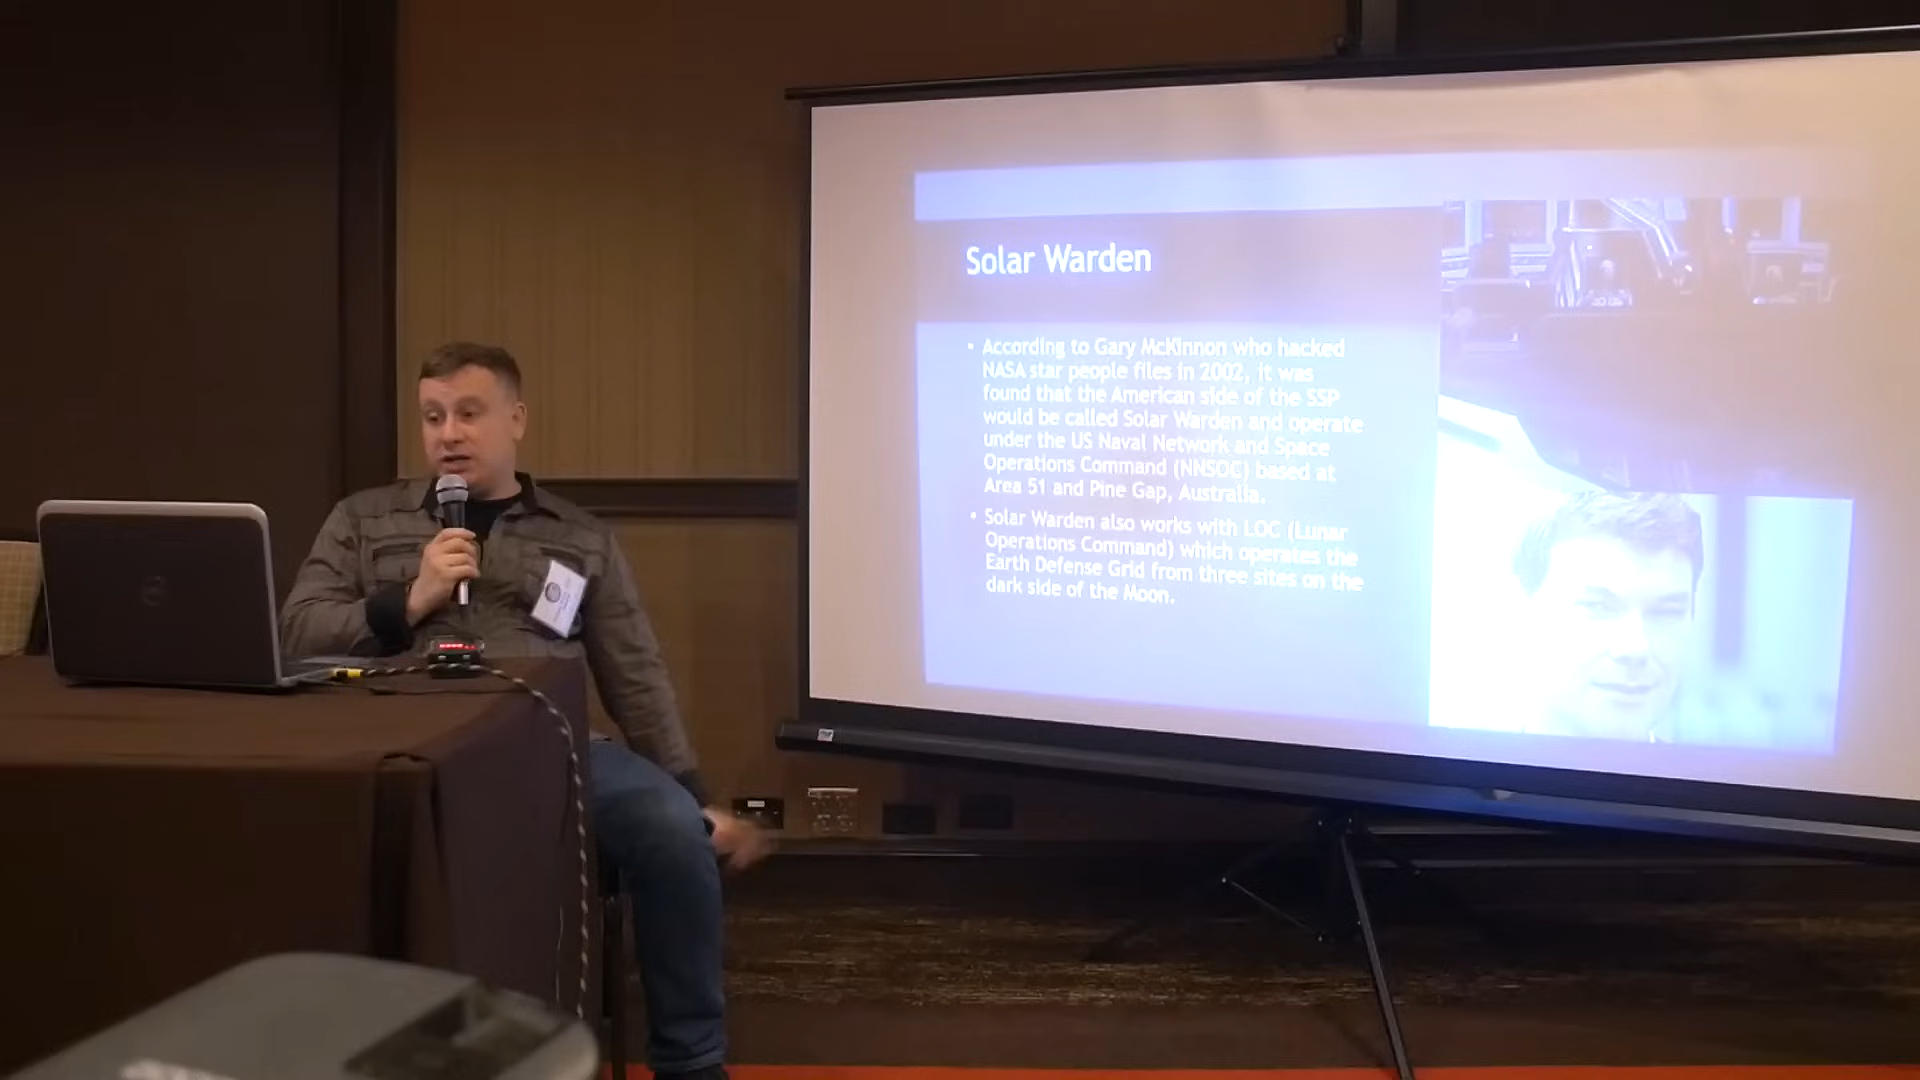 Solar Warden
• According to Gary McKinnon who hacked
NASA star people files in 2002, it was
found that the American side of the SSP
would be called Solar Warden and operate
under the US Naval Network and Space
Operations Command (NNSOC) based at
Area 51 and Pine Gap, Australia.
• Solar Warden also works with LOC (Lunar
Operations Command) which operates the
Earth Defense Grid from three sites on the
dark side of the Moon.